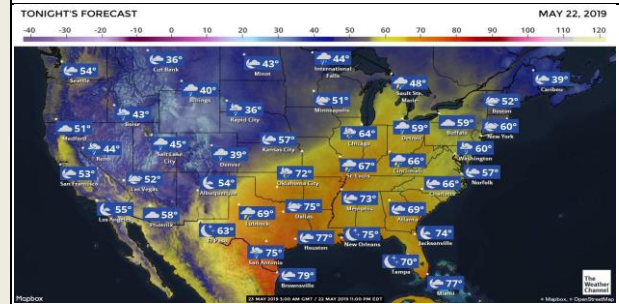 TONIGHT'S FORECAST
MAY 22, 2019
-40 -30 -20 -10 0 10 20 30 40 50 60 70 80 90 100 110 120
54°
Seattle
36°
Cut Bank
43°
Minot
44°
International
Falls
48°
Sault Ste.
Marie
39°
Caribou
40°
Billings
36°
Rapid City
51°
Minneapolis
52°
Boston
51°
Medford
43°
Boise
59°
Detroit
59°
Buffalo
60°
New York
44°
Reno
45°
Salt Lake
City
39°
Denver
57°
Kansas City
64°
Chicago
60°
Washington
53°
San Francisco
52°
Las Vegas
54°
Albuquerque
72°
Oklahoma City
67°
St. Louis
66°
Cincinnati
57°
Norfolk
66°
Charlotte
55°
Los Angeles
58°
63°
El Paso
69°
Lubbock
75°
Dallas
73°
Memphis
69°
Atlanta
75°
San Antonio
77°
Houston
75°
New Orleans
74°
Jacksonville
79°
Brownsville
70°
Tampa
77°
Miami
The
Weather
Channel
Mapbox
23 MAY 2019 3:00 AM GMT / 22 MAY 2019 11:00 PM EDT
© Mapbox, © OpenStreetMap